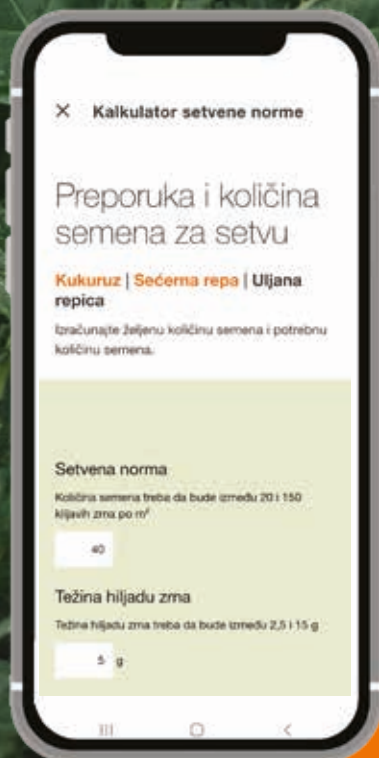 × Kalkulator setvene norme
Preporuka i količina
semena za setvu
Kukuruz | Sećerna repa | Uljana
repica
Izračunajte željenu količinu semena i potrebnu
količinu semena.
Setvena norma
Količina semena treba da bude između 20 i 150
klijavih zrna po m²
40
Težina hiljadu zrna
Težina hiljadu zrna treba da bude između 2,5 i 15 g
5 g